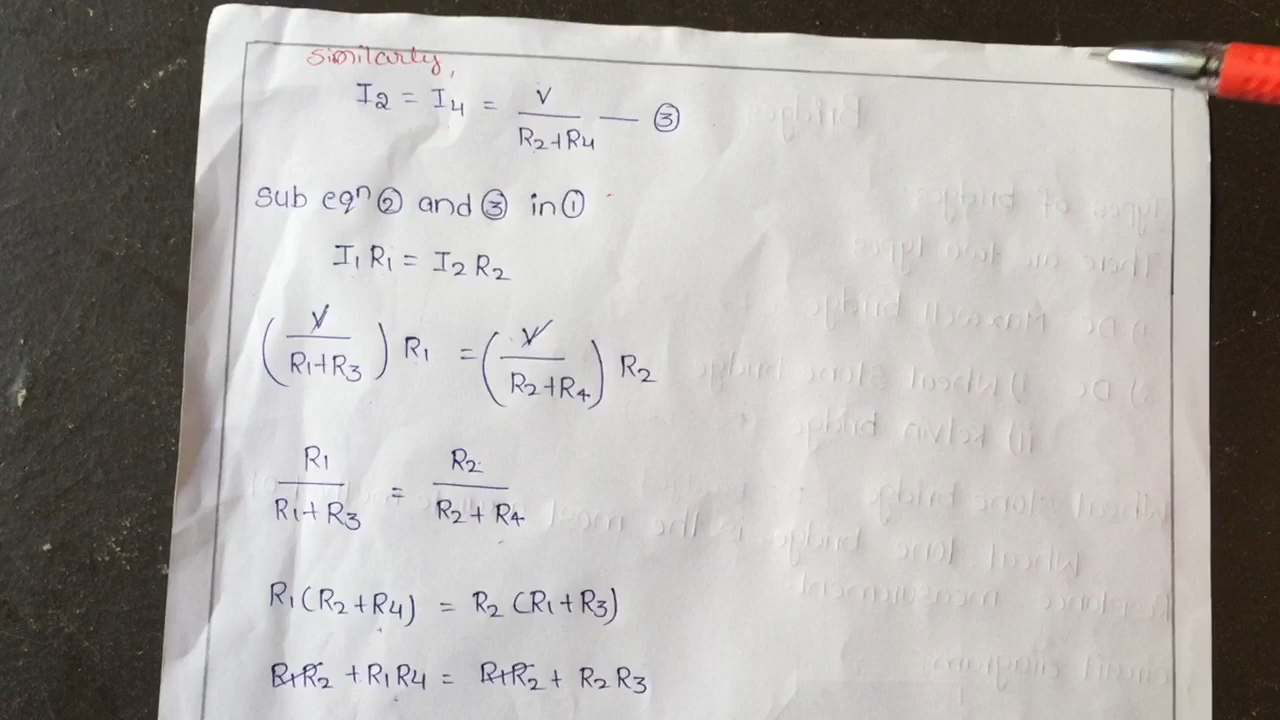 similarly,
I2 = I4 = V / R2+R4 — ③
Sub eqn ② and ③ in ①
I1 R1 = I2 R2
(V / R1+R3) R1 = (V / R2+R4) R2
R1 / R1+R3 = R2 / R2+R4
R1(R2+R4) = R2 (R1+R3)
R1R2 + R1R4 = R1R2 + R2R3